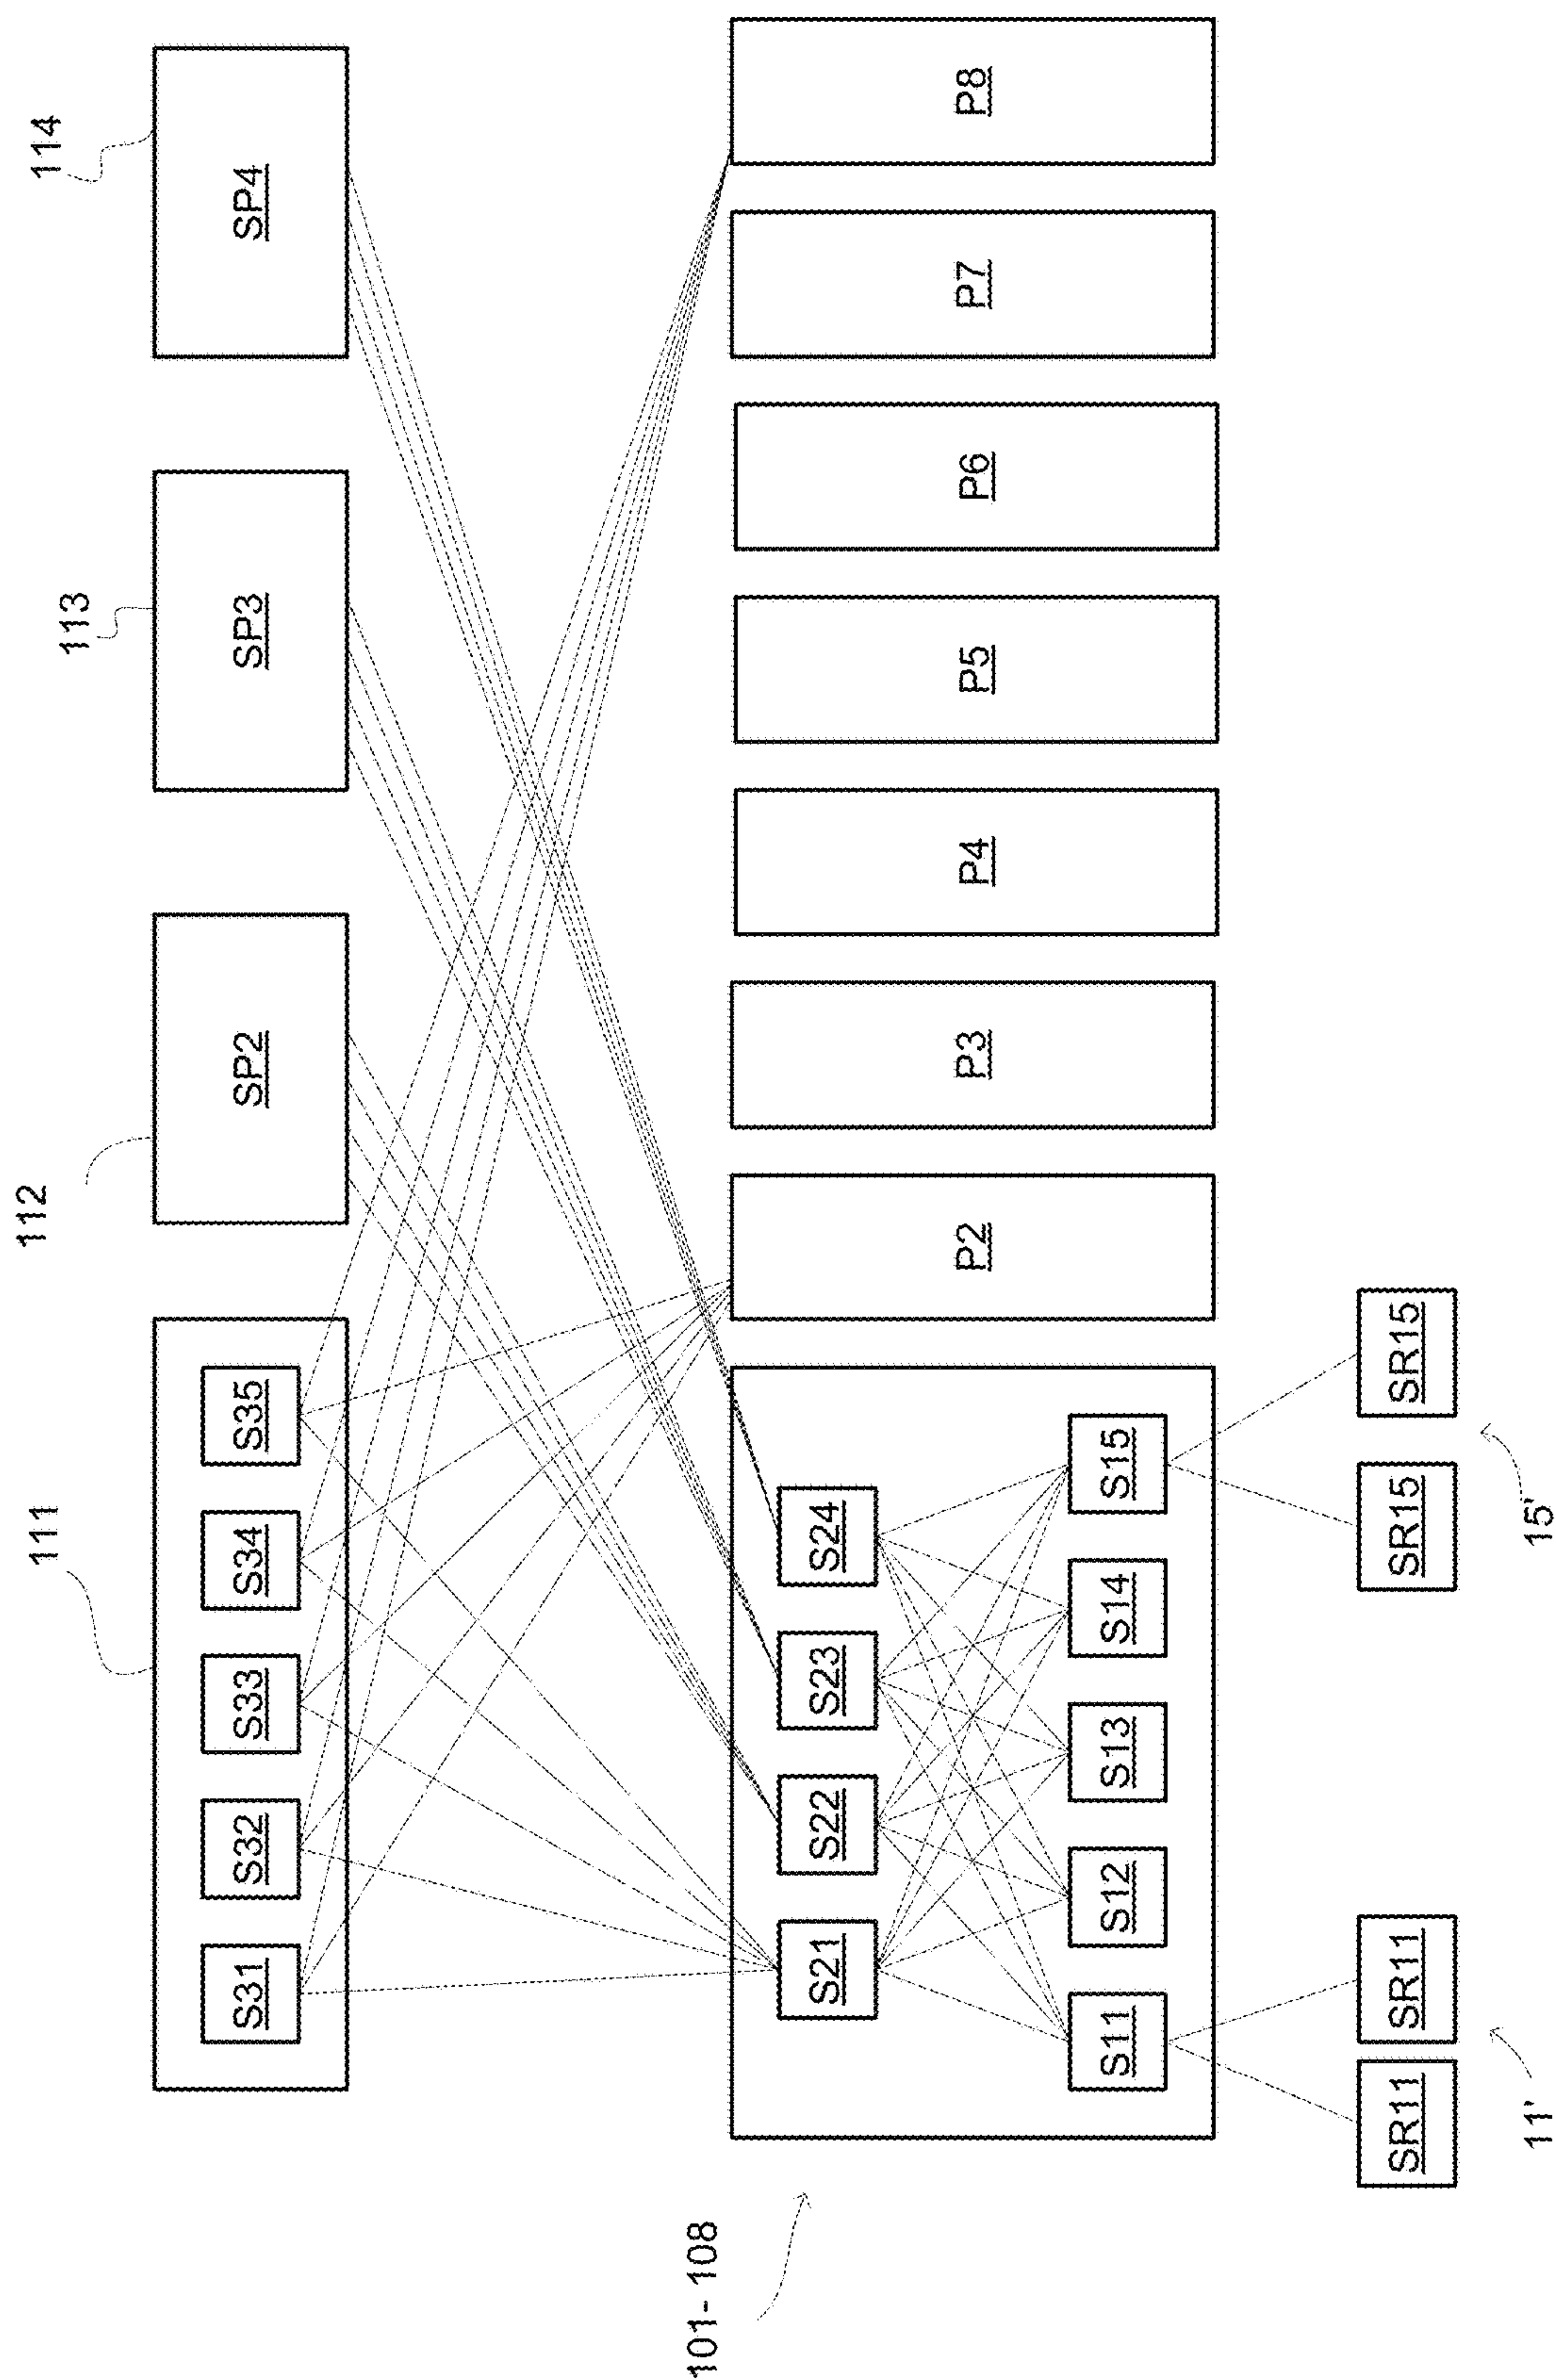 111
112
113
114
S31
S32
S33
S34
S35
SP2
SP3
SP4
101- 108
S21
S22
S23
S24
S11
S12
S13
S14
S15
P2
P3
P4
P5
P6
P7
P8
SR11
SR11
SR15
SR15
11'
15'